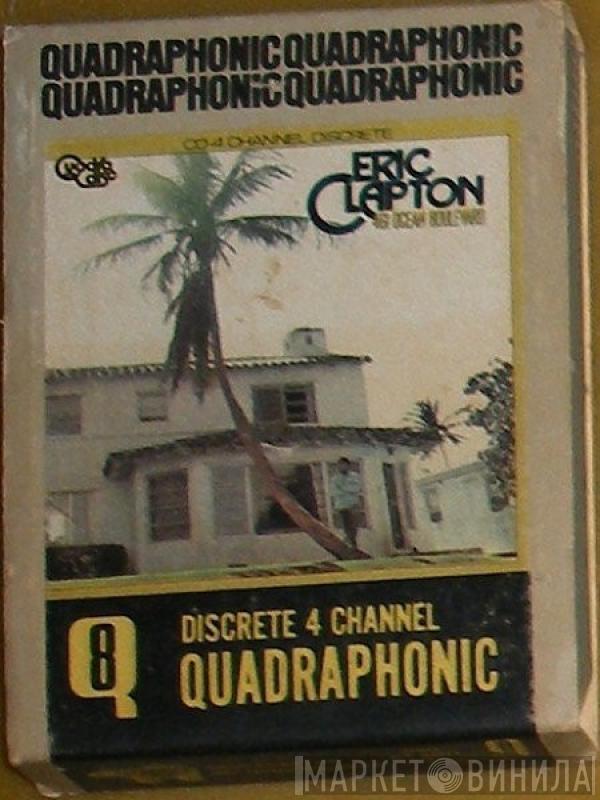 QUADRAPHONIC QUADRAPHONIC
QUADRAPHONIC QUADRAPHONIC
CD-4 CHANNEL DISCRETE
ERIC
CLAPTON
461 OCEAN BOULEVARD
Q8
DISCRETE 4 CHANNEL
QUADRAPHONIC
МАРКЕТ ВИНИЛА